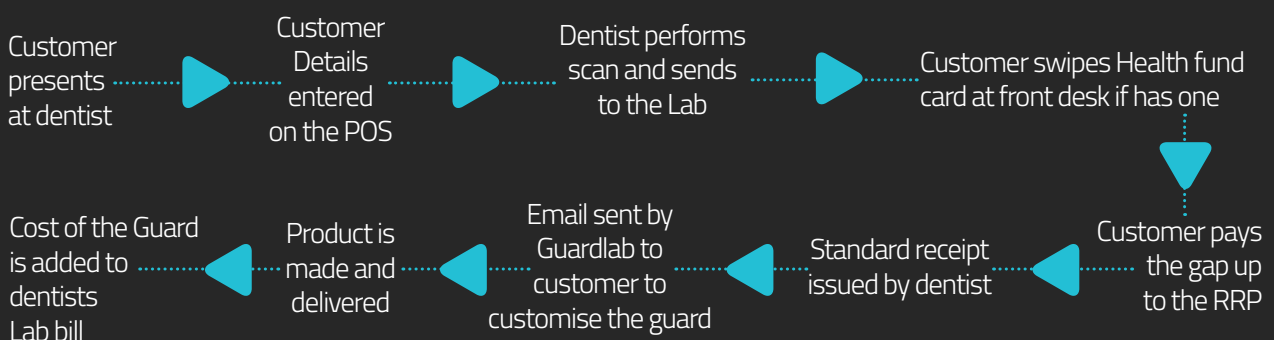 Customer
presents
at dentist
Customer
Details
entered
on the POS
Dentist performs
scan and sends
to the Lab
Customer swipes Health fund
card at front desk if has one
Customer pays
the gap up
to the RRP
Standard receipt
issued by dentist
Email sent by
Guardlab to
customer to
customise the guard
Product is
made and
delivered
Cost of the Guard
is added to
dentists
Lab bill